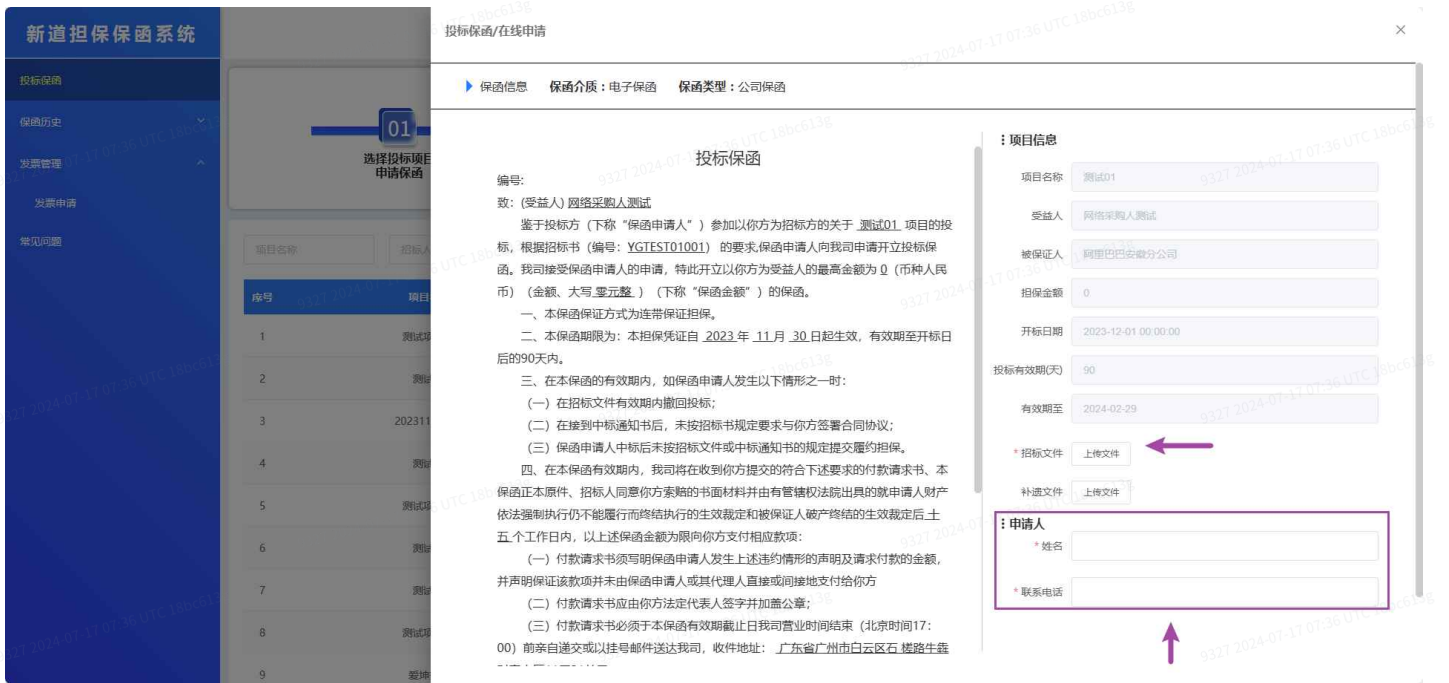 新道担保保函系统
投标保函
保函历史
发票管理
发票申请
常见问题
01
选择投标项目
申请保函
项目名称
招标人
序号
项目
1
测试项
2
测试
3
202311
4
测试
5
测试项
6
测试
7
测试
8
测试项
9
爱坤
投标保函/在线申请
保函信息 保函介质：电子保函 保函类型：公司保函
投标保函
编号:
致：(受益人) 网络采购人测试
鉴于投标方（下称“保函申请人”）参加以你方为招标方的关于 测试01 项目的投
标，根据招标书（编号：YGTEST01001）的要求,保函申请人向我司申请开立投标保
函。我司接受保函申请人的申请，特此开立以你方为受益人的最高金额为 0（币种人民
币）（金额、大写 零元整 ）（下称“保函金额”）的保函。
一、本保函保证方式为连带保证担保。
二、本保函期限为：本担保凭证自 2023 年 11 月 30 日起生效，有效期至开标日
后的90天内。
三、在本保函的有效期内，如保函申请人发生以下情形之一时：
（一）在招标文件有效期内撤回投标；
（二）在接到中标通知书后，未按招标书规定要求与你方签署合同协议；
（三）保函申请人中标后未按招标文件或中标通知书的规定提交履约担保。
四、在本保函有效期内，我司将在收到你方提交的符合下述要求的付款请求书、本
保函正本原件、招标人同意你方索赔的书面材料并由有管辖权法院出具的就申请人财产
依法强制执行仍不能履行而终结执行的生效裁定和被保证人破产终结的生效裁定后 十
五 个工作日内，以上述保函金额为限向你方支付相应款项：
（一）付款请求书须写明保函申请人发生上述违约情形的声明及请求付款的金额，
并声明保证该款项并未由保函申请人或其代理人直接或间接地支付给你方
（二）付款请求书应由你方法定代表人签字并加盖公章；
（三）付款请求书必须于本保函有效期截止日我司营业时间结束（北京时间17：
00）前亲自递交或以挂号邮件送达我司，收件地址： 广东省广州市白云区石 槎路牛犇
项目信息
项目名称 测试01
受益人 网络采购人测试
被保证人 阿里巴巴安徽分公司
担保金额 0
开标日期 2023-12-01 00:00:00
投标有效期(天) 90
有效期至 2024-02-29
* 招标文件 上传文件
补遗文件 上传文件
申请人
* 姓名
* 联系电话
9327 2024-07-17 07:36 UTC 18bc613g